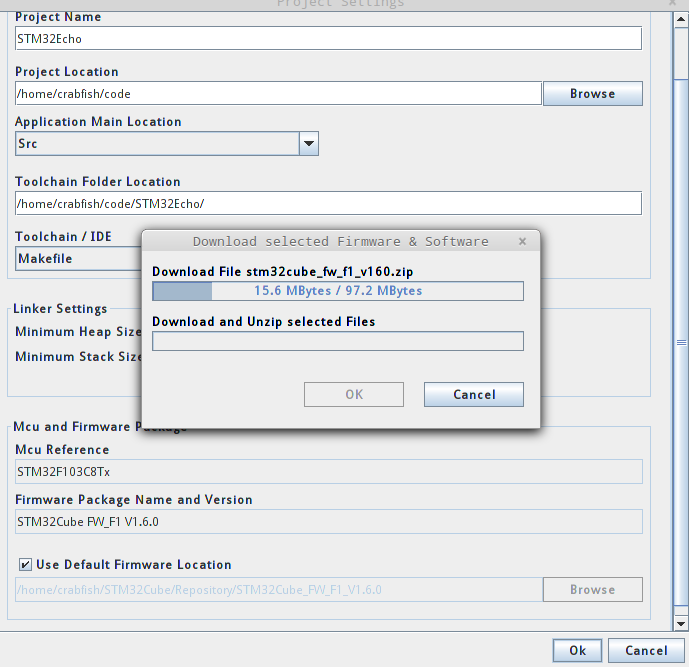 Project Settings
Project Name
STM32Echo
Project Location
/home/crabfish/code
Browse
Application Main Location
Src
Toolchain Folder Location
/home/crabfish/code/STM32Echo/
Toolchain / IDE
Makefile
Download selected Firmware & Software
Download File stm32cube_fw_f1_v160.zip
15.6 MBytes / 97.2 MBytes
Download and Unzip selected Files
OK
Cancel
Linker Settings
Minimum Heap Size
Minimum Stack Size
Mcu and Firmware Package
Mcu Reference
STM32F103C8Tx
Firmware Package Name and Version
STM32Cube FW_F1 V1.6.0
Use Default Firmware Location
/home/crabfish/STM32Cube/Repository/STM32Cube_FW_F1_V1.6.0
Browse
Ok
Cancel